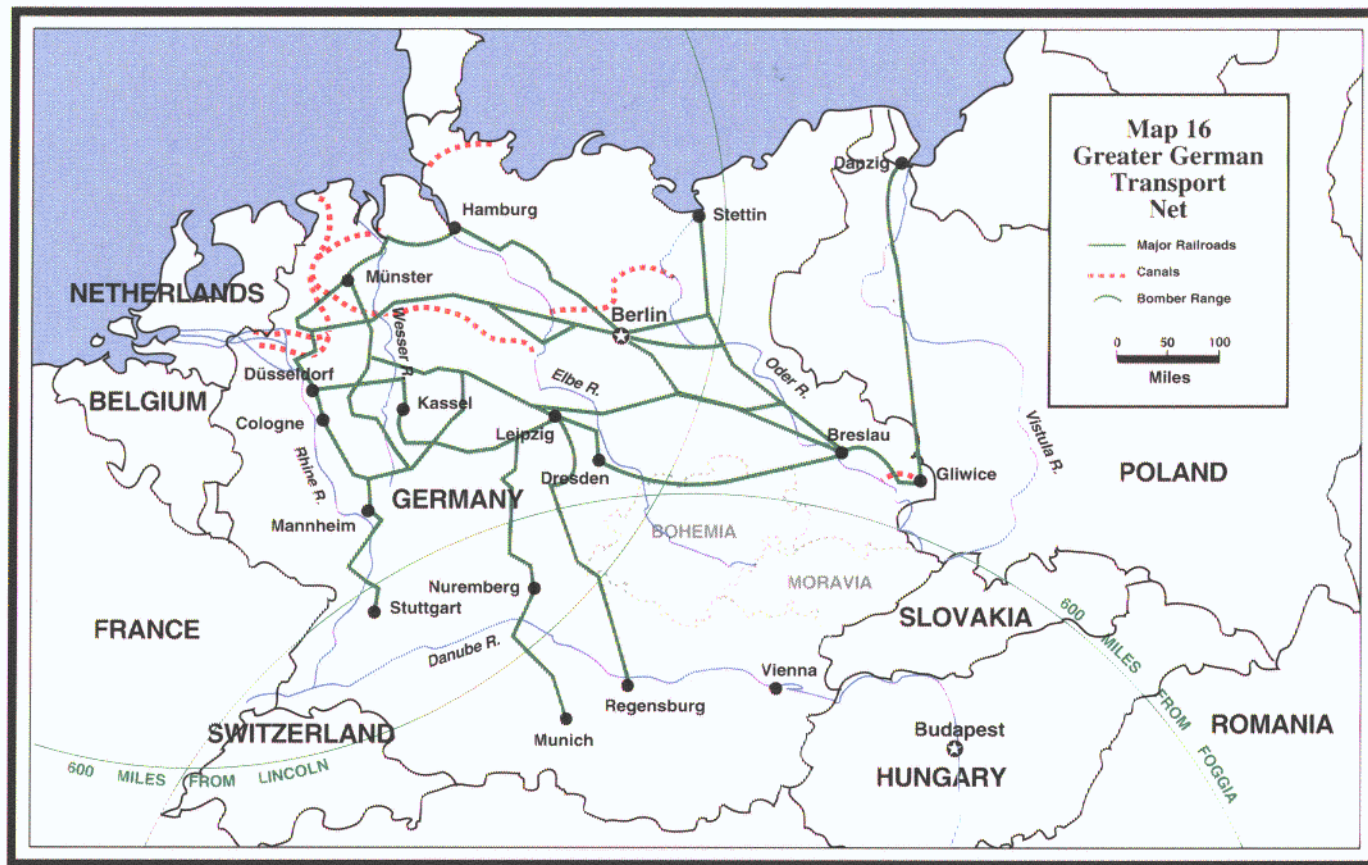 Map 16
Greater German
Transport
Net
Major Railroads
Canals
Bomber Range
0 50 100
Miles
Danzig
Hamburg
Stettin
Münster
NETHERLANDS
Berlin
Wesser R.
Düsseldorf
Elbe R.
Oder R.
BELGIUM
Kassel
Cologne
Leipzig
Breslau
Vistula R.
Rhine R.
Dresden
Gliwice
POLAND
GERMANY
Mannheim
BOHEMIA
Nuremberg
MORAVIA
Stuttgart
SLOVAKIA
FRANCE
Danube R.
Vienna
Regensburg
SWITZERLAND
Munich
Budapest
ROMANIA
HUNGARY
600 MILES FROM LINCOLN
600 MILES FROM FOGGIA